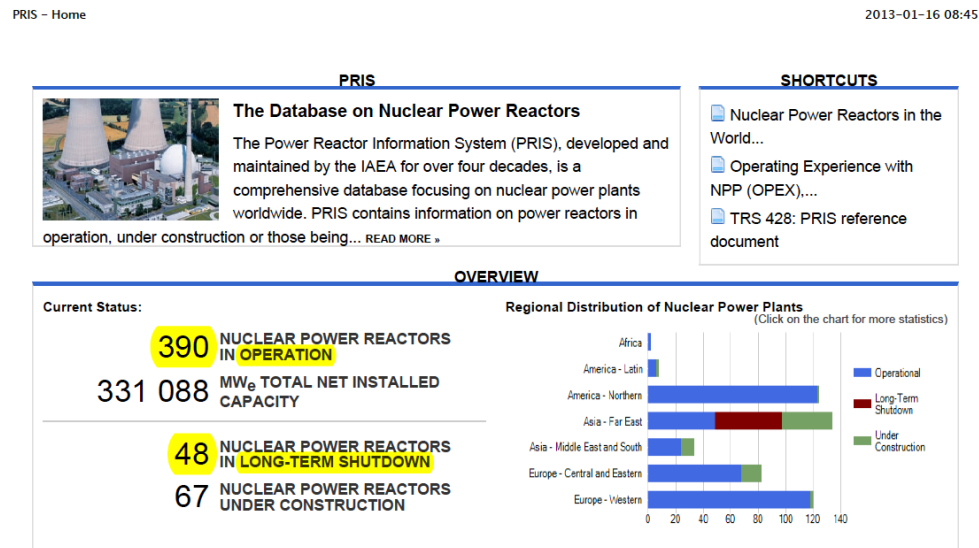 PRIS - Home
2013-01-16 08:45
PRIS
The Database on Nuclear Power Reactors
The Power Reactor Information System (PRIS), developed and
maintained by the IAEA for over four decades, is a
comprehensive database focusing on nuclear power plants
worldwide. PRIS contains information on power reactors in
operation, under construction or those being... READ MORE »
SHORTCUTS
Nuclear Power Reactors in the
World...
Operating Experience with
NPP (OPEX),...
TRS 428: PRIS reference
document
OVERVIEW
Current Status:
390 NUCLEAR POWER REACTORS
IN OPERATION
331 088 MWe TOTAL NET INSTALLED
CAPACITY
48 NUCLEAR POWER REACTORS
IN LONG-TERM SHUTDOWN
67 NUCLEAR POWER REACTORS
UNDER CONSTRUCTION
Regional Distribution of Nuclear Power Plants
(Click on the chart for more statistics)
Africa
America - Latin
America - Northern
Asia - Far East
Asia - Middle East and South
Europe - Central and Eastern
Europe - Western
0 20 40 60 80 100 120 140
Operational
Long-Term
Shutdown
Under
Construction